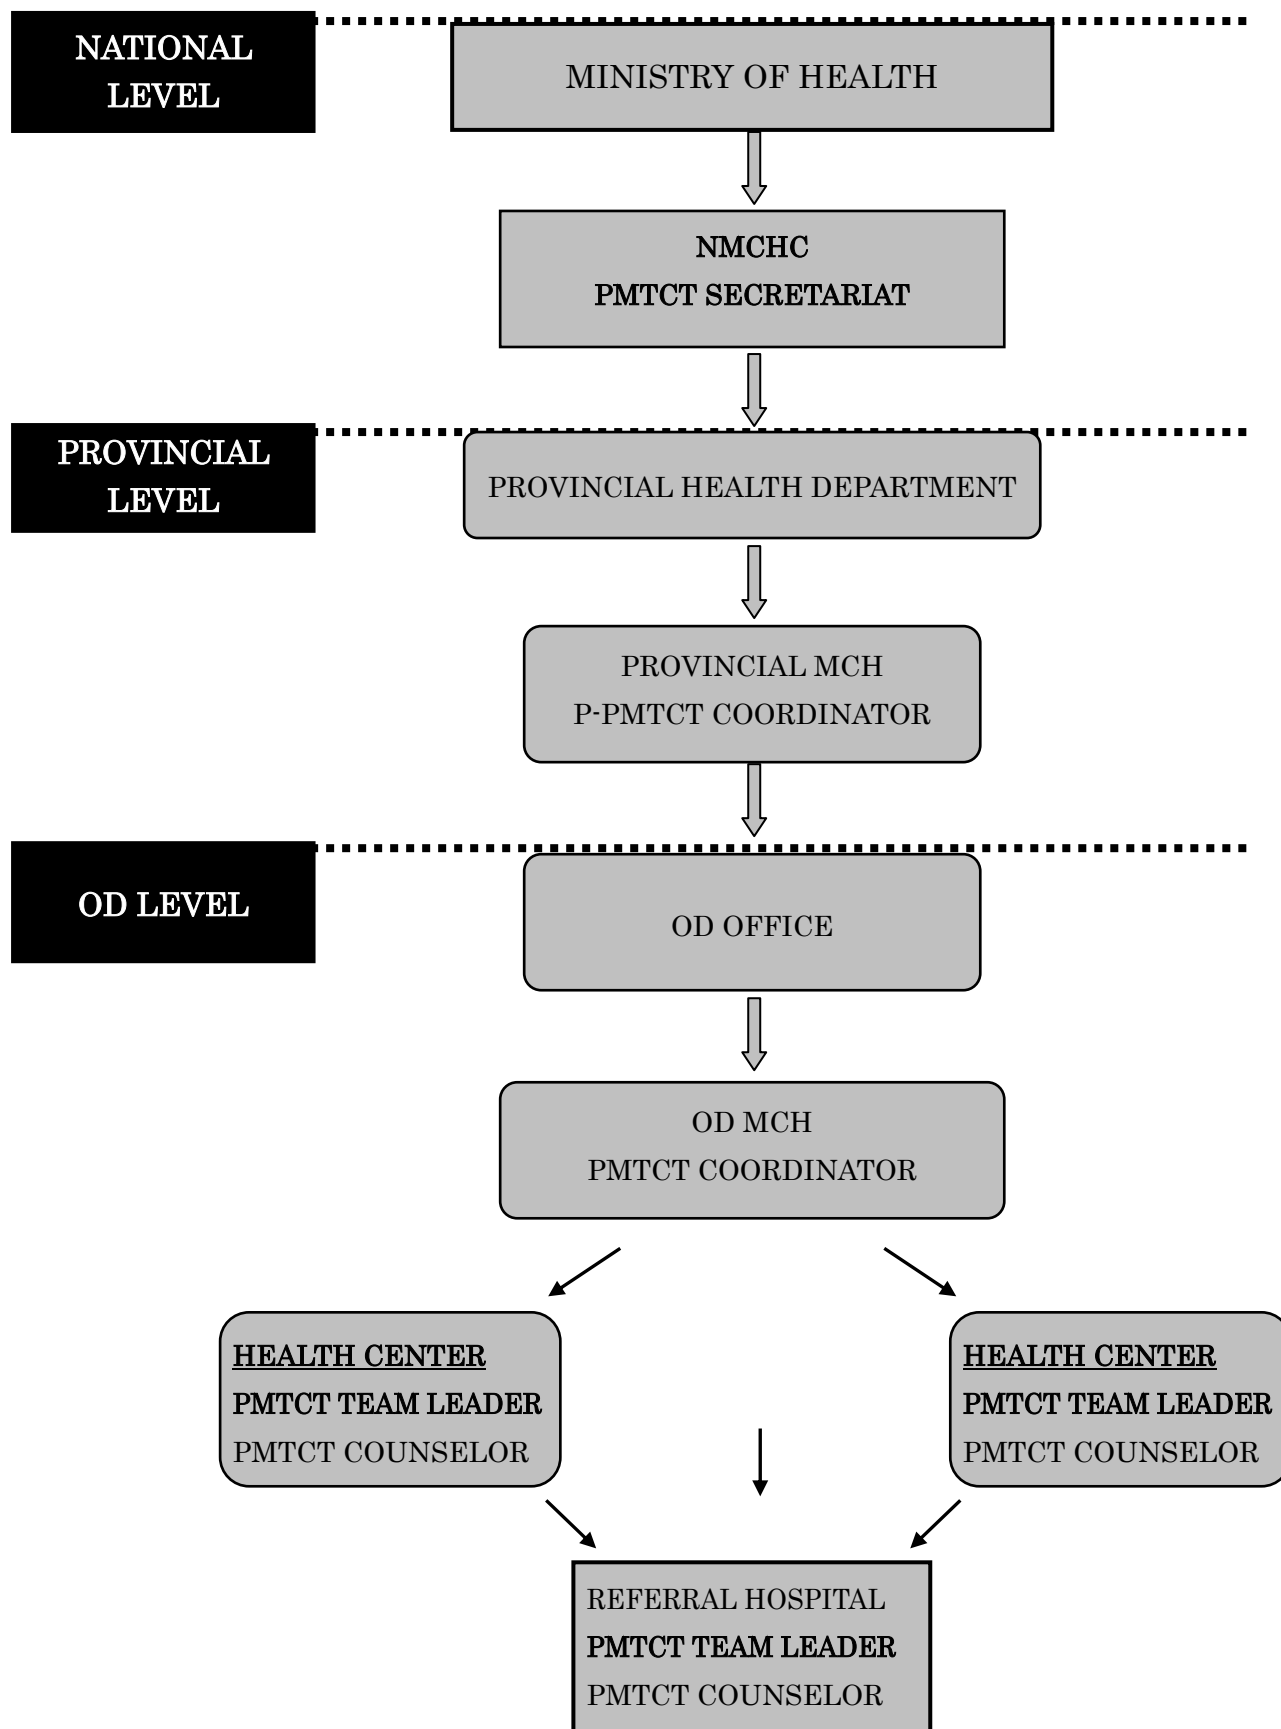 NATIONAL
LEVEL
MINISTRY OF HEALTH
NMCHC
PMTCT SECRETARIAT
PROVINCIAL
LEVEL
PROVINCIAL HEALTH DEPARTMENT
PROVINCIAL MCH
P-PMTCT COORDINATOR
OD LEVEL
OD OFFICE
OD MCH
PMTCT COORDINATOR
HEALTH CENTER
PMTCT TEAM LEADER
PMTCT COUNSELOR
HEALTH CENTER
PMTCT TEAM LEADER
PMTCT COUNSELOR
REFERRAL HOSPITAL
PMTCT TEAM LEADER
PMTCT COUNSELOR